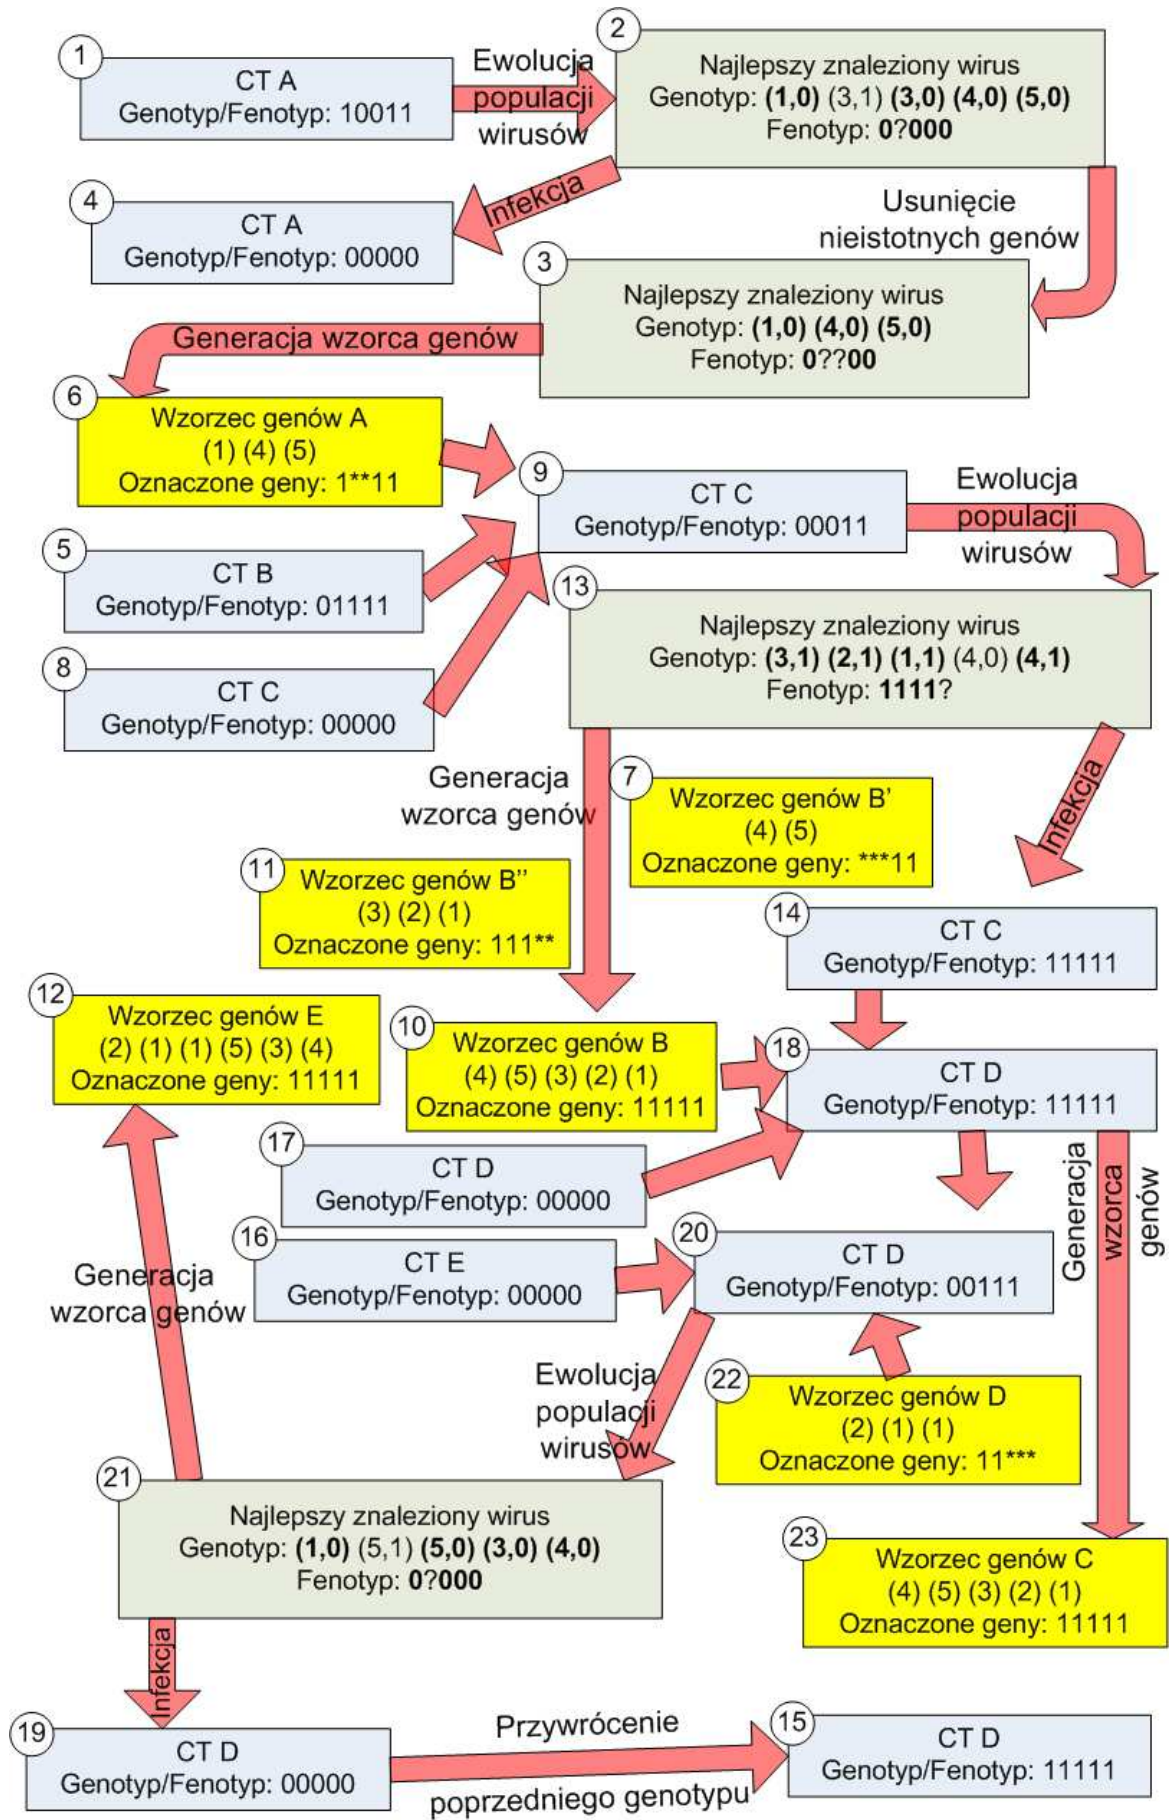 1
CT A
Genotyp/Fenotyp: 10011
Ewolucja
populacji
wirusów
2
Najlepszy znaleziony wirus
Genotyp: (1,0) (3,1) (3,0) (4,0) (5,0)
Fenotyp: 0?000
Infekcja
4
CT A
Genotyp/Fenotyp: 00000
Usunięcie
nieistotnych genów
3
Najlepszy znaleziony wirus
Genotyp: (1,0) (4,0) (5,0)
Fenotyp: 0??00
Generacja wzorca genów
6
Wzorzec genów A
(1) (4) (5)
Oznaczone geny: 1**11
5
CT B
Genotyp/Fenotyp: 01111
8
CT C
Genotyp/Fenotyp: 00000
9
CT C
Genotyp/Fenotyp: 00011
Ewolucja
populacji
wirusów
13
Najlepszy znaleziony wirus
Genotyp: (3,1) (2,1) (1,1) (4,0) (4,1)
Fenotyp: 1111?
Generacja
wzorca genów
7
Wzorzec genów B'
(4) (5)
Oznaczone geny: ***11
Infekcja
11
Wzorzec genów B''
(3) (2) (1)
Oznaczone geny: 111**
14
CT C
Genotyp/Fenotyp: 11111
12
Wzorzec genów E
(2) (1) (1) (5) (3) (4)
Oznaczone geny: 11111
10
Wzorzec genów B
(4) (5) (3) (2) (1)
Oznaczone geny: 11111
18
CT D
Genotyp/Fenotyp: 11111
17
CT D
Genotyp/Fenotyp: 00000
16
CT E
Genotyp/Fenotyp: 00000
20
CT D
Genotyp/Fenotyp: 00111
Generacja
wzorca
genów
Generacja
wzorca genów
Ewolucja
populacji
wirusów
22
Wzorzec genów D
(2) (1) (1)
Oznaczone geny: 11***
21
Najlepszy znaleziony wirus
Genotyp: (1,0) (5,1) (5,0) (3,0) (4,0)
Fenotyp: 0?000
23
Wzorzec genów C
(4) (5) (3) (2) (1)
Oznaczone geny: 11111
Infekcja
19
CT D
Genotyp/Fenotyp: 00000
Przywrócenie
poprzedniego genotypu
15
CT D
Genotyp/Fenotyp: 11111